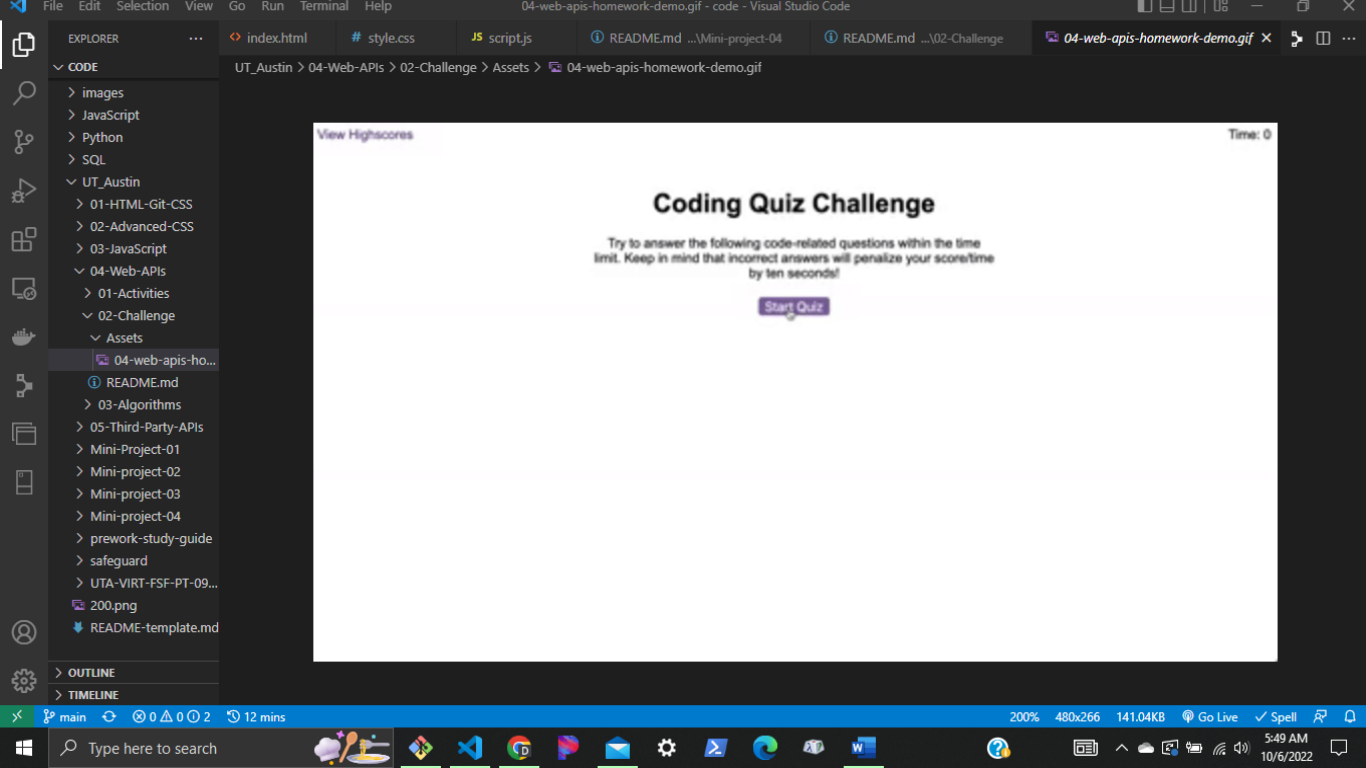 File Edit Selection View Go Run Terminal Help 04-web-apis-homework-demo.gif - code - Visual Studio Code
EXPLORER
index.html
style.css
script.js
README.md ...\Mini-project-04
README.md ...\02-Challenge
04-web-apis-homework-demo.gif
CODE
UT_Austin > 04-Web-APIs > 02-Challenge > Assets > 04-web-apis-homework-demo.gif
images
JavaScript
Python
SQL
UT_Austin
01-HTML-Git-CSS
02-Advanced-CSS
03-JavaScript
04-Web-APIs
01-Activities
02-Challenge
Assets
04-web-apis-ho...
README.md
03-Algorithms
05-Third-Party-APIs
Mini-Project-01
Mini-project-02
Mini-project-03
Mini-project-04
prework-study-guide
safeguard
UTA-VIRT-FSF-PT-09...
200.png
README-template.md
OUTLINE
TIMELINE
View Highscores
Time: 0
Coding Quiz Challenge
Try to answer the following code-related questions within the time
limit. Keep in mind that incorrect answers will penalize your score/time
by ten seconds!
Start Quiz
main 0 0 2 12 mins
200% 480x266 141.04KB Go Live Spell
Type here to search
5:49 AM
10/6/2022